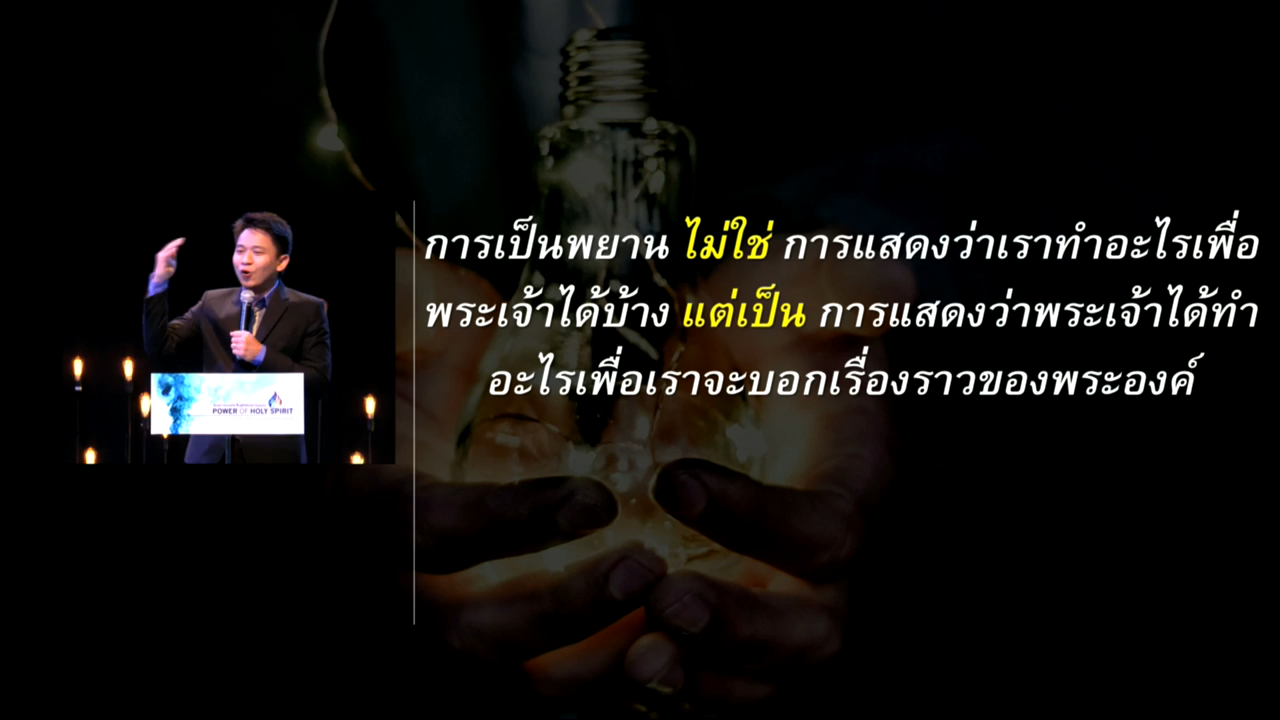 การเป็นพยาน ไม่ใช่ การแสดงว่าเราทำอะไรเพื่อ
พระเจ้าได้บ้าง แต่เป็น การแสดงว่าพระเจ้าได้ทำ
อะไรเพื่อเราจะบอกเรื่องราวของพระองค์
POWER OF HOLY SPIRIT